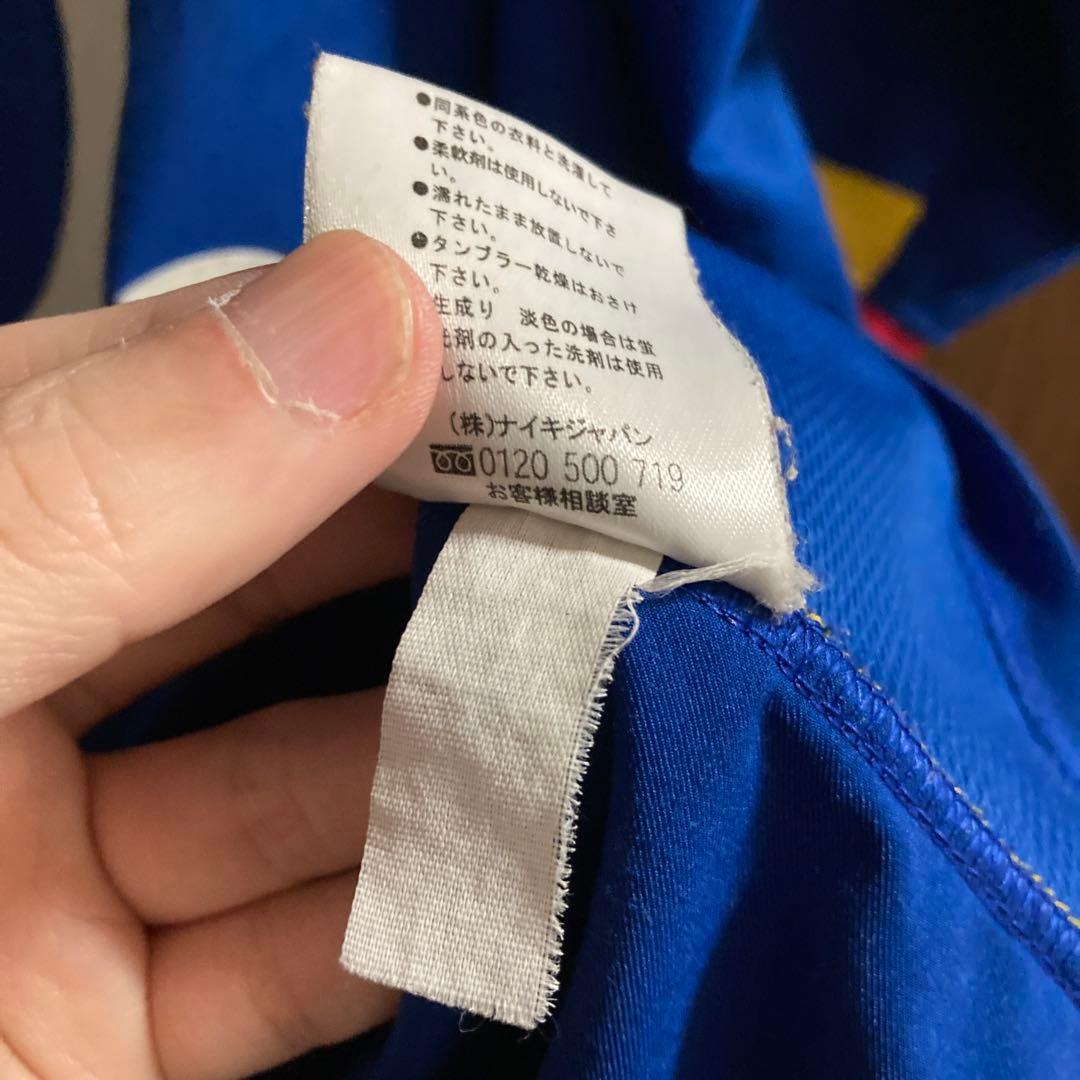 ●同系色の衣料と洗濯して
下さい。
●柔軟剤は使用しないで下さ
い。
●濡れたまま放置しないで
下さい。
●タンブラー乾燥はおさけ
下さい。
生成り 淡色の場合は蛍
剤の入った洗剤は使用
しないで下さい。
(株)ナイキジャパン
0120 500 719
お客様相談室